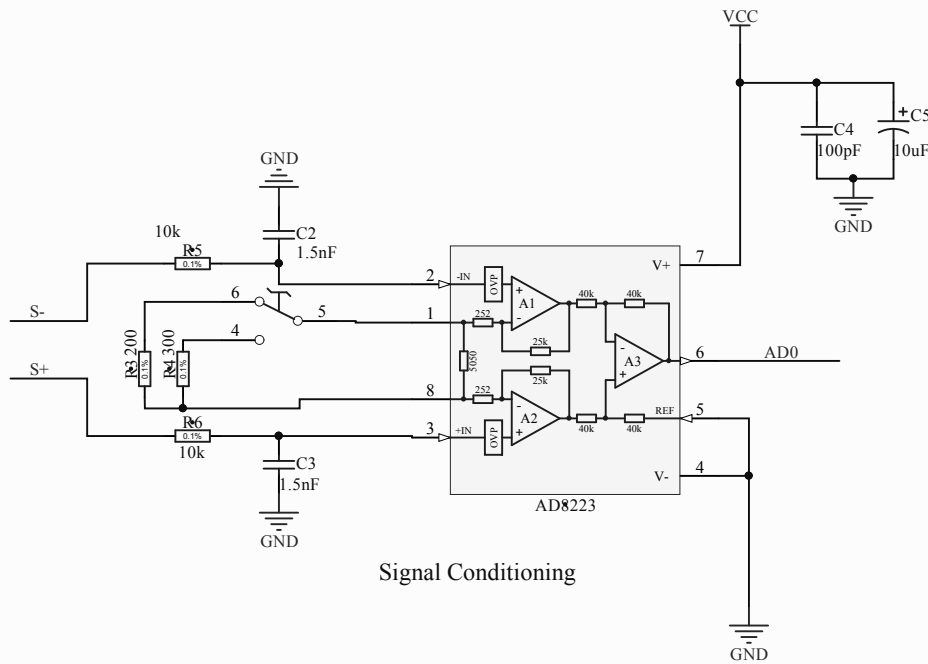 VCC
C4
100pF
+
C5
10uF
GND
GND
10k
R5
0.1%
C2
1.5nF
S-
S+
6
5
4
R3 200
0.1%
R4 300
0.1%
R6
0.1%
10k
C3
1.5nF
GND
2
1
8
3
-IN
OVP
+
-
A1
252
25k
5050
252
25k
-
+
A2
+IN
OVP
40k
40k
-
+
A3
40k
40k
V+
7
6
AD0
REF
5
V-
4
AD8223
GND
Signal Conditioning